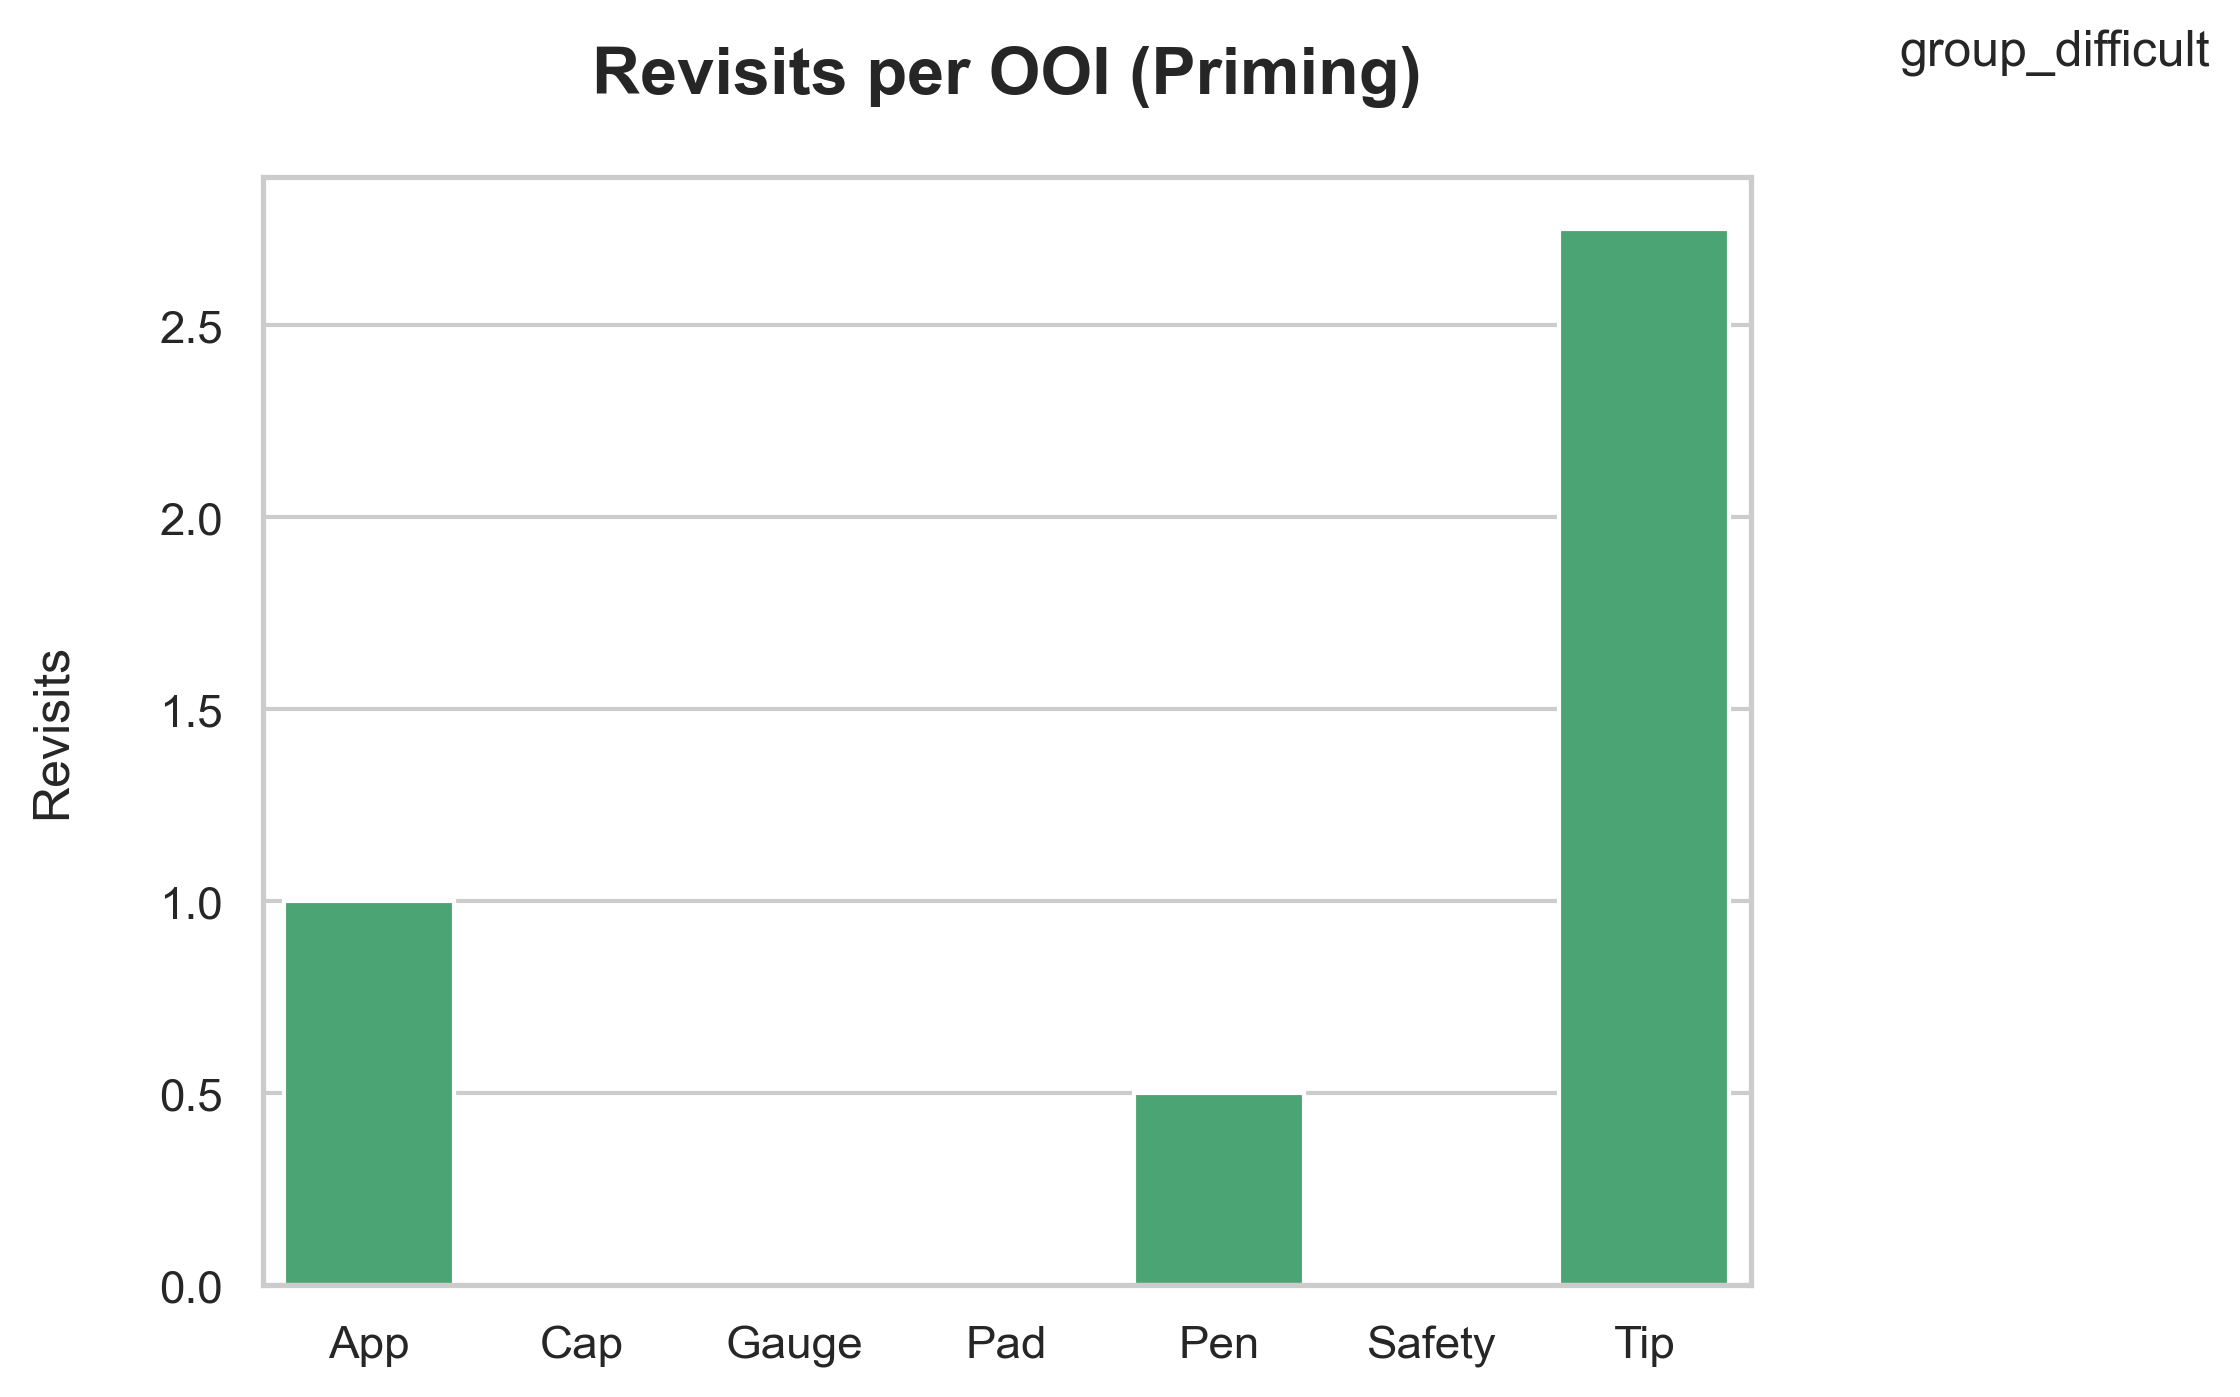 group_difficult
Revisits per OOI (Priming)
Revisits
2.5
2.0
1.5
1.0
0.5
0.0
App Cap Gauge Pad Pen Safety Tip